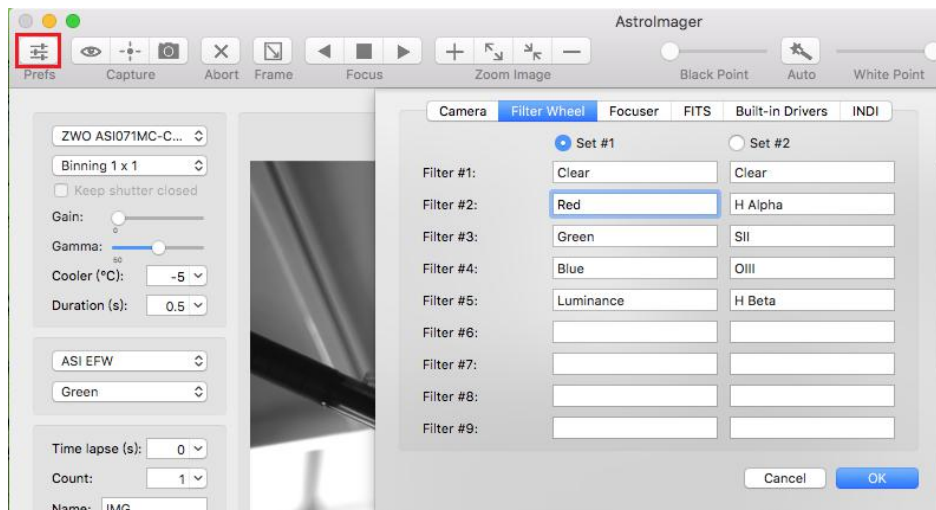 AstroImager
Prefs Capture Abort Frame Focus Zoom Image Black Point Auto White Point
Camera Filter Wheel Focuser FITS Built-in Drivers INDI
Set #1 Set #2
Filter #1: Clear Clear
Filter #2: Red H Alpha
Filter #3: Green SII
Filter #4: Blue OIII
Filter #5: Luminance H Beta
Filter #6:
Filter #7:
Filter #8:
Filter #9:
Cancel OK
ZWO ASI071MC-C...
Binning 1 x 1
Keep shutter closed
Gain:
0
Gamma:
50
Cooler (ºC): -5
Duration (s): 0.5
ASI EFW
Green
Time lapse (s): 0
Count: 1
Name: IMG